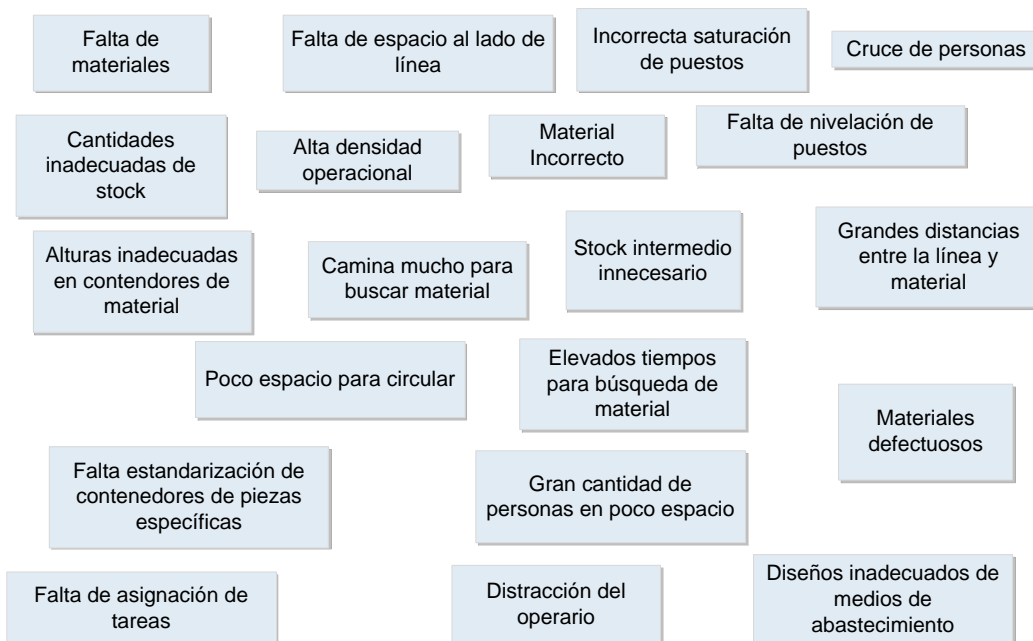 Falta de
materiales
Falta de espacio al lado de
línea
Incorrecta saturación
de puestos
Cruce de personas
Cantidades
inadecuadas de
stock
Alta densidad
operacional
Material
Incorrecto
Falta de nivelación de
puestos
Alturas inadecuadas
en contendores de
material
Camina mucho para
buscar material
Stock intermedio
innecesario
Grandes distancias
entre la línea y
material
Poco espacio para circular
Elevados tiempos
para búsqueda de
material
Materiales
defectuosos
Falta estandarización de
contenedores de piezas
específicas
Gran cantidad de
personas en poco espacio
Falta de asignación de
tareas
Distracción del
operario
Diseños inadecuados de
medios de
abastecimiento